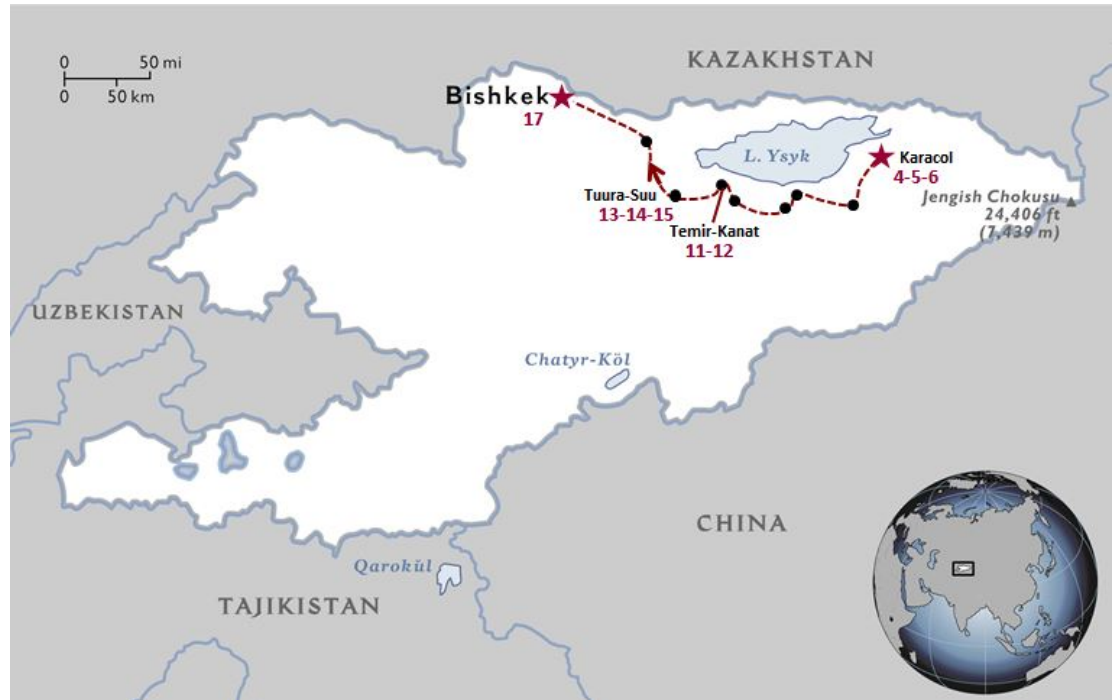 KAZAKHSTAN
0 50 mi
0 50 km
Bishkek
17
L. Ysyk
Karacol
4-5-6
Jengish Chokusu
24,406 ft
(7,439 m)
Tuura-Suu
13-14-15
Temir-Kanat
11-12
UZBEKISTAN
Chatyr-Köl
CHINA
Qarokŭl
TAJIKISTAN